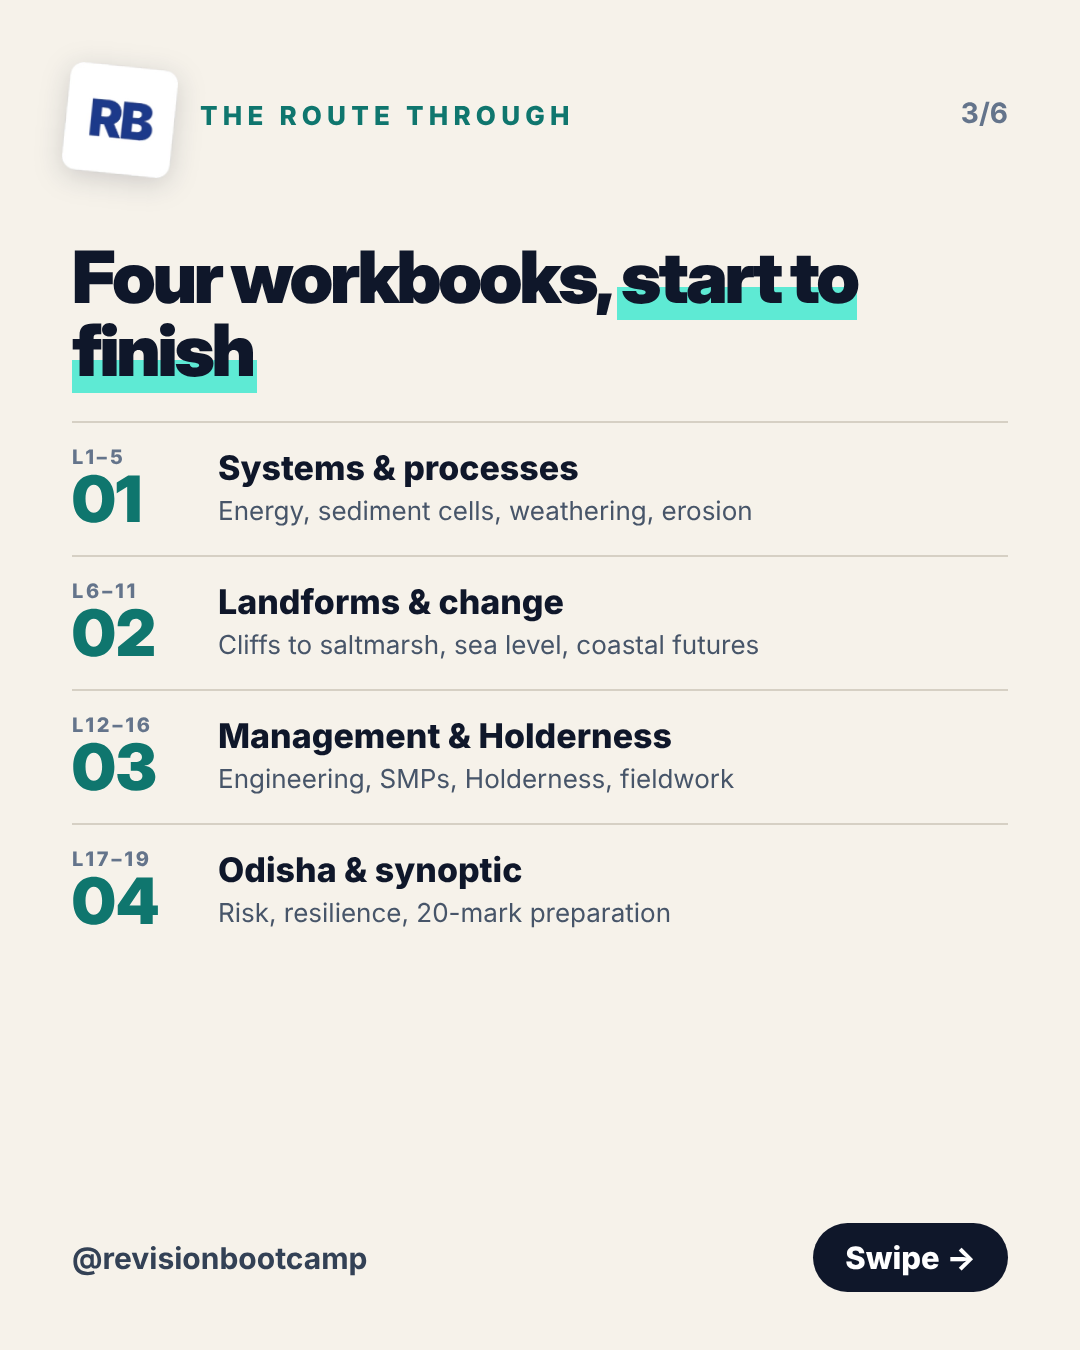 RB
THE ROUTE THROUGH
3/6
Four workbooks, start to
finish
L1–5
01
Systems & processes
Energy, sediment cells, weathering, erosion
L6–11
02
Landforms & change
Cliffs to saltmarsh, sea level, coastal futures
L12–16
03
Management & Holderness
Engineering, SMPs, Holderness, fieldwork
L17–19
04
Odisha & synoptic
Risk, resilience, 20-mark preparation
@revisionbootcamp
Swipe →